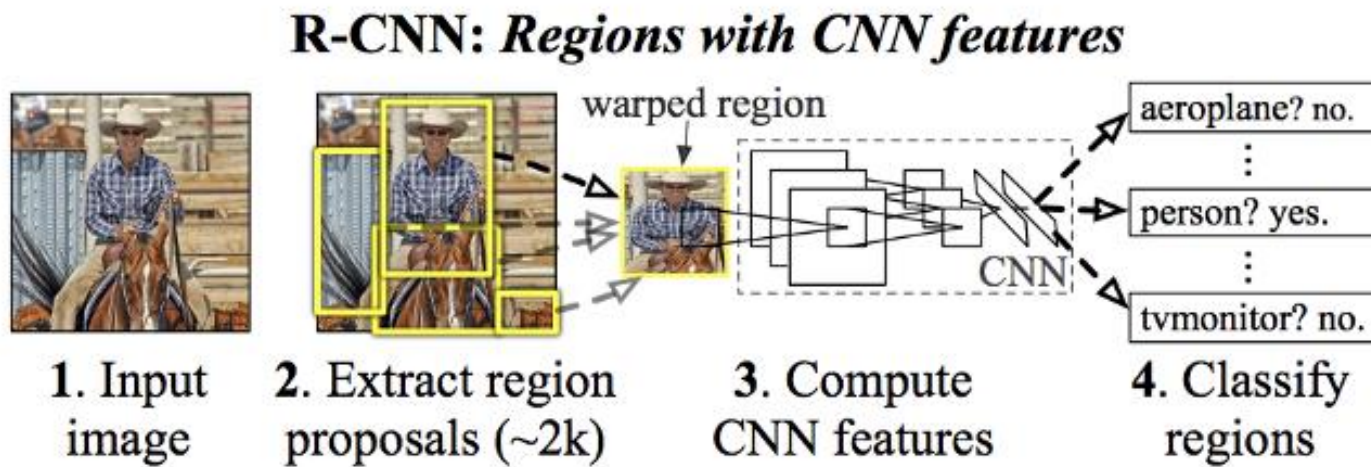 R-CNN: Regions with CNN features
warped region
aeroplane? no.
person? yes.
tvmonitor? no.
CNN
1. Input
image
2. Extract region
proposals (~2k)
3. Compute
CNN features
4. Classify
regions